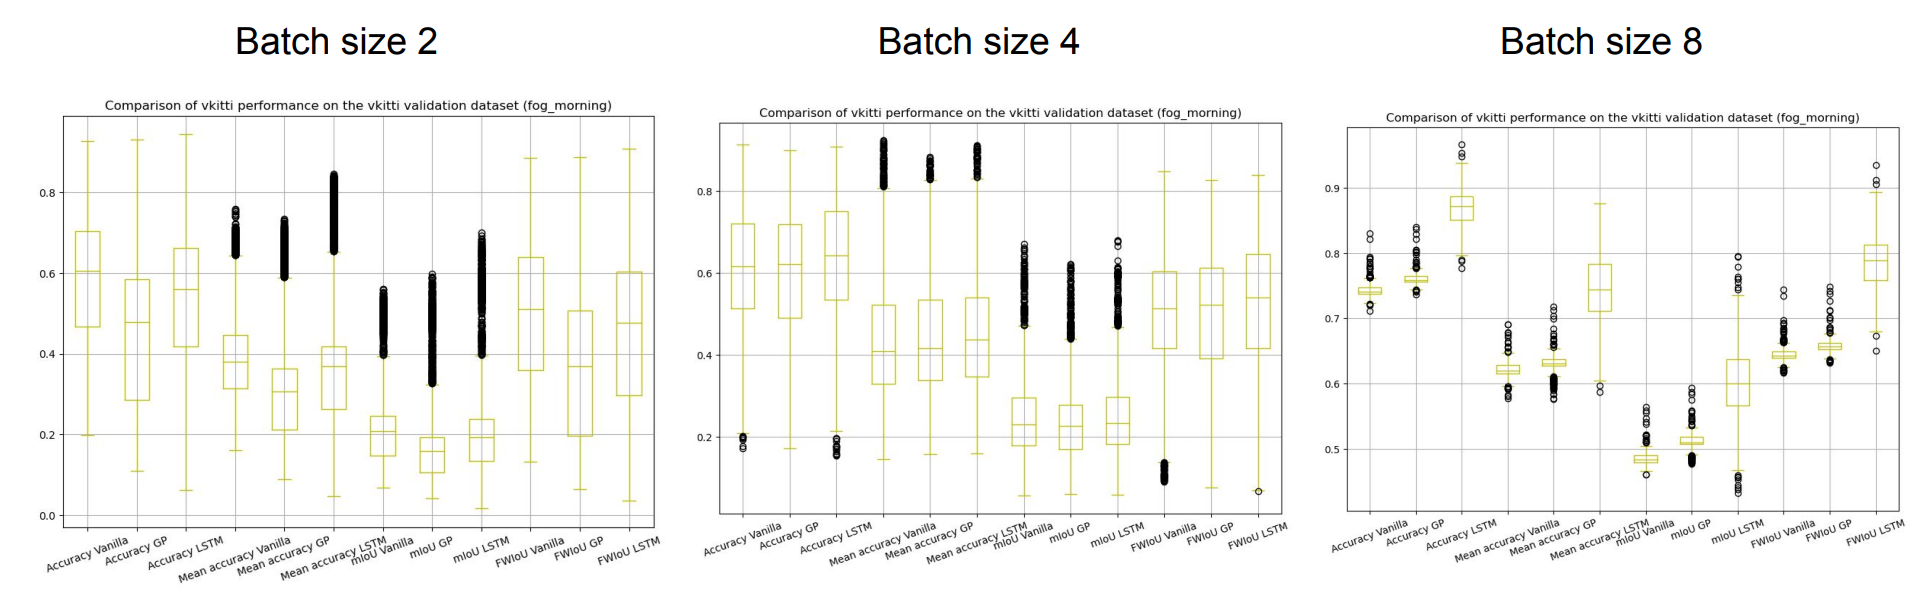 Batch size 2
Comparison of vkitti performance on the vkitti validation dataset (fog_morning)
0.8
0.6
0.4
0.2
0.0
Accuracy Vanilla
Accuracy GP
Accuracy LSTM
Mean accuracy Vanilla
Mean accuracy GP
Mean accuracy LSTM
mIoU Vanilla
mIoU GP
mIoU LSTM
FWIoU Vanilla
FWIoU GP
FWIoU LSTM
Batch size 4
Comparison of vkitti performance on the vkitti validation dataset (fog_morning)
0.8
0.6
0.4
0.2
Accuracy Vanilla
Accuracy GP
Accuracy LSTM
Mean accuracy Vanilla
Mean accuracy GP
Mean accuracy LSTM
mIoU Vanilla
mIoU GP
mIoU LSTM
FWIoU Vanilla
FWIoU GP
FWIoU LSTM
Batch size 8
Comparison of vkitti performance on the vkitti validation dataset (fog_morning)
0.9
0.8
0.7
0.6
0.5
Accuracy Vanilla
Accuracy GP
Accuracy LSTM
Mean accuracy Vanilla
Mean accuracy GP
Mean accuracy LSTM
mIoU Vanilla
mIoU GP
mIoU LSTM
FWIoU Vanilla
FWIoU GP
FWIoU LSTM